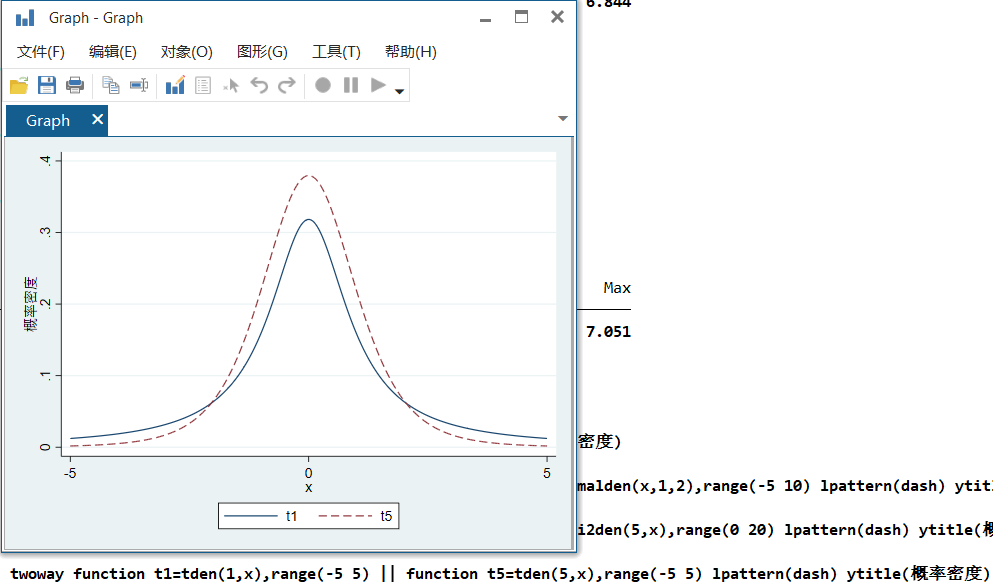 Graph - Graph
6.844
文件(F) 编辑(E) 对象(O) 图形(G) 工具(T) 帮助(H)
Graph
概率密度
.4
.3
.2
.1
0
-5 0 5
x
t1 t5
Max
7.051
密度)
malden(x,1,2),range(-5 10) lpattern(dash)
i2den(5,x),range(0 20) lpattern(dash) ytitle(概
twoway function t1=tden(1,x),range(-5 5) || function t5=tden(5,x),range(-5 5) lpattern(dash) ytitle(概率密度)